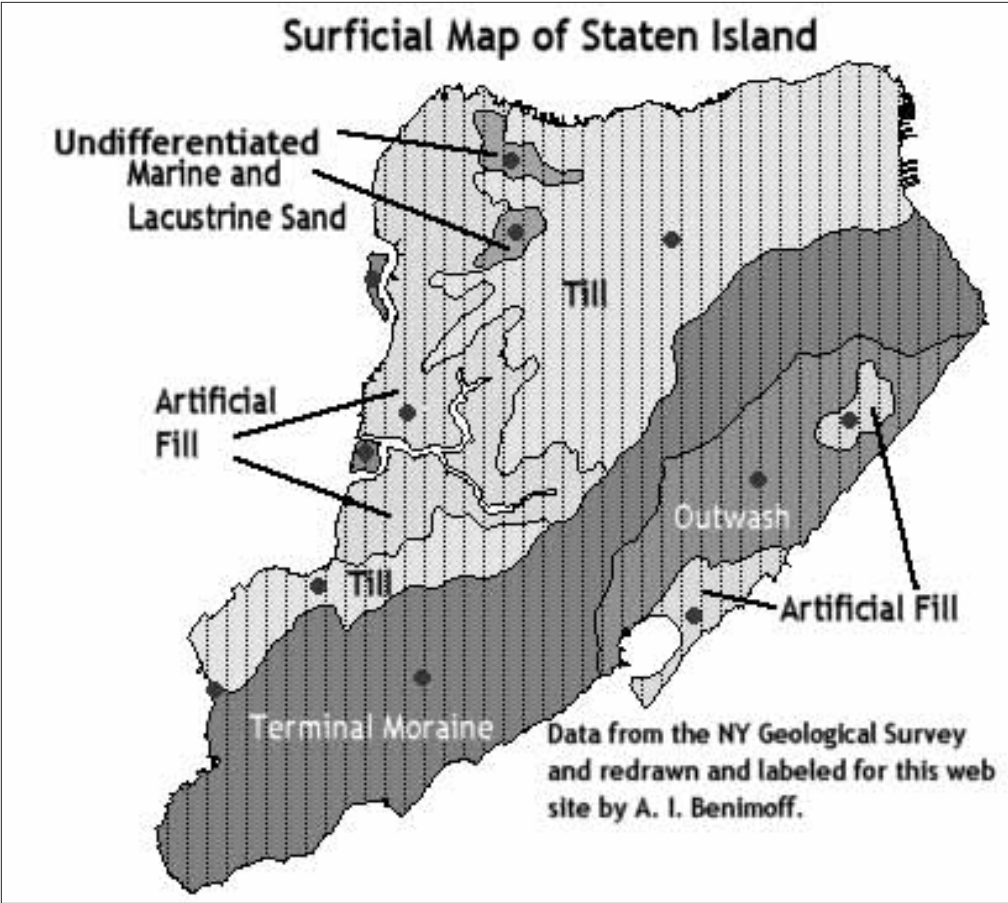 Surficial Map of Staten Island
Undifferentiated
Marine and
Lacustrine Sand
Till
Artificial
Fill
Outwash
Till
Artificial Fill
Terminal Moraine
Data from the NY Geological Survey
and redrawn and labeled for this web
site by A. I. Benimoff.